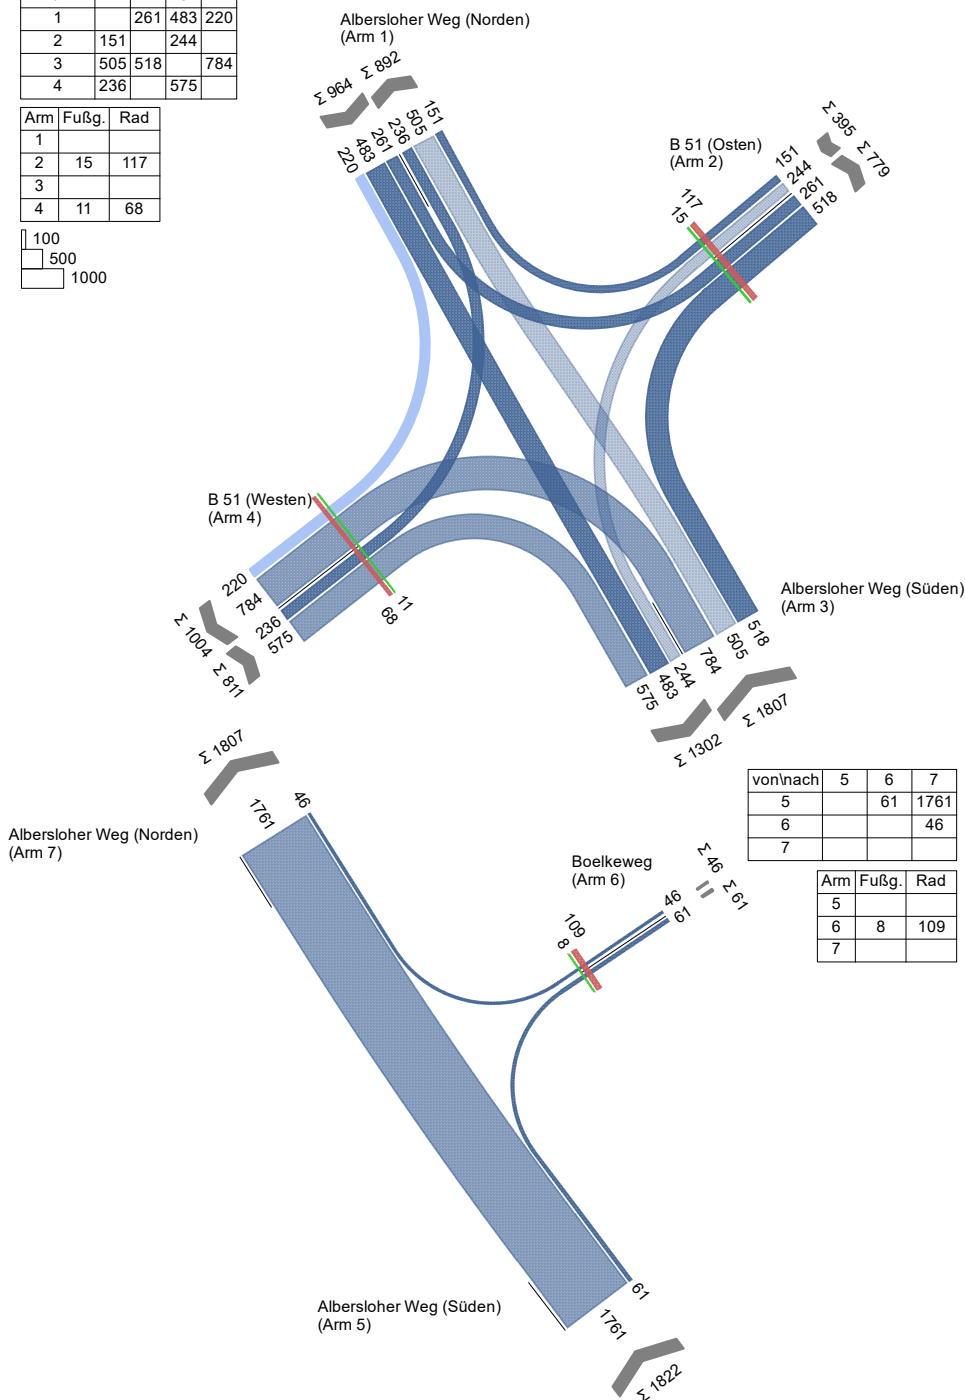 1 261 483 220
2 151 244
3 505 518 784
4 236 575
Arm Fußg. Rad
1
2 15 117
3
4 11 68
100
500
1000
Albersloher Weg (Norden)
(Arm 1)
Σ 964
Σ 892
220
483
261
236
505
151
B 51 (Osten)
(Arm 2)
Σ 395
Σ 779
151
244
261
518
117
15
B 51 (Westen)
(Arm 4)
220
784
236
575
11
68
Σ 1004
Σ 811
Albersloher Weg (Süden)
(Arm 3)
575
483
244
784
505
518
Σ 1302
Σ 1807
Σ 1807
1761
46
Albersloher Weg (Norden)
(Arm 7)
von\nach 5 6 7
5 61 1761
6 46
7
Arm Fußg. Rad
5
6 8 109
7
Boelkeweg
(Arm 6)
Σ 46
Σ 61
46
61
109
8
Albersloher Weg (Süden)
(Arm 5)
1761
61
Σ 1822